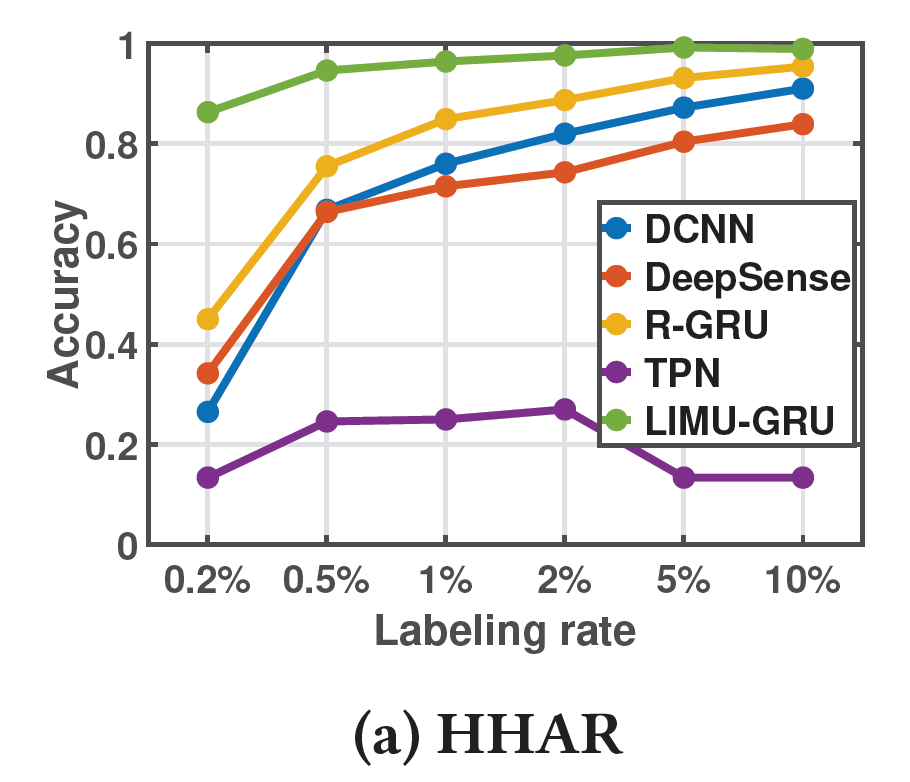 1
0.8
0.6
0.4
0.2
0
Accuracy
DCNN
DeepSense
R-GRU
TPN
LIMU-GRU
0.2% 0.5% 1% 2% 5% 10%
Labeling rate
(a) HHAR